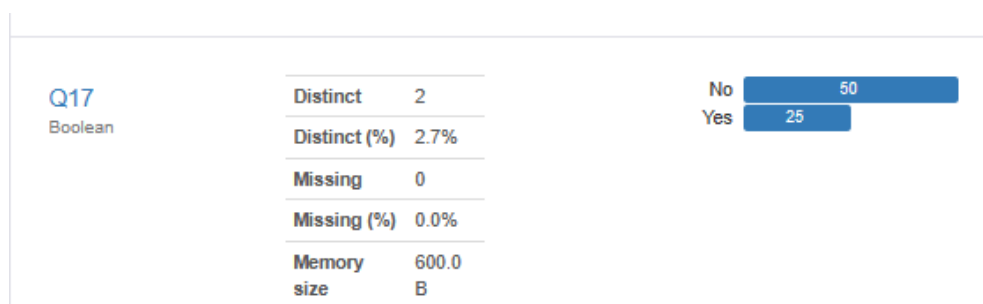 Q17
Boolean
Distinct 2
Distinct (%) 2.7%
Missing 0
Missing (%) 0.0%
Memory size 600.0 B
No 50
Yes 25